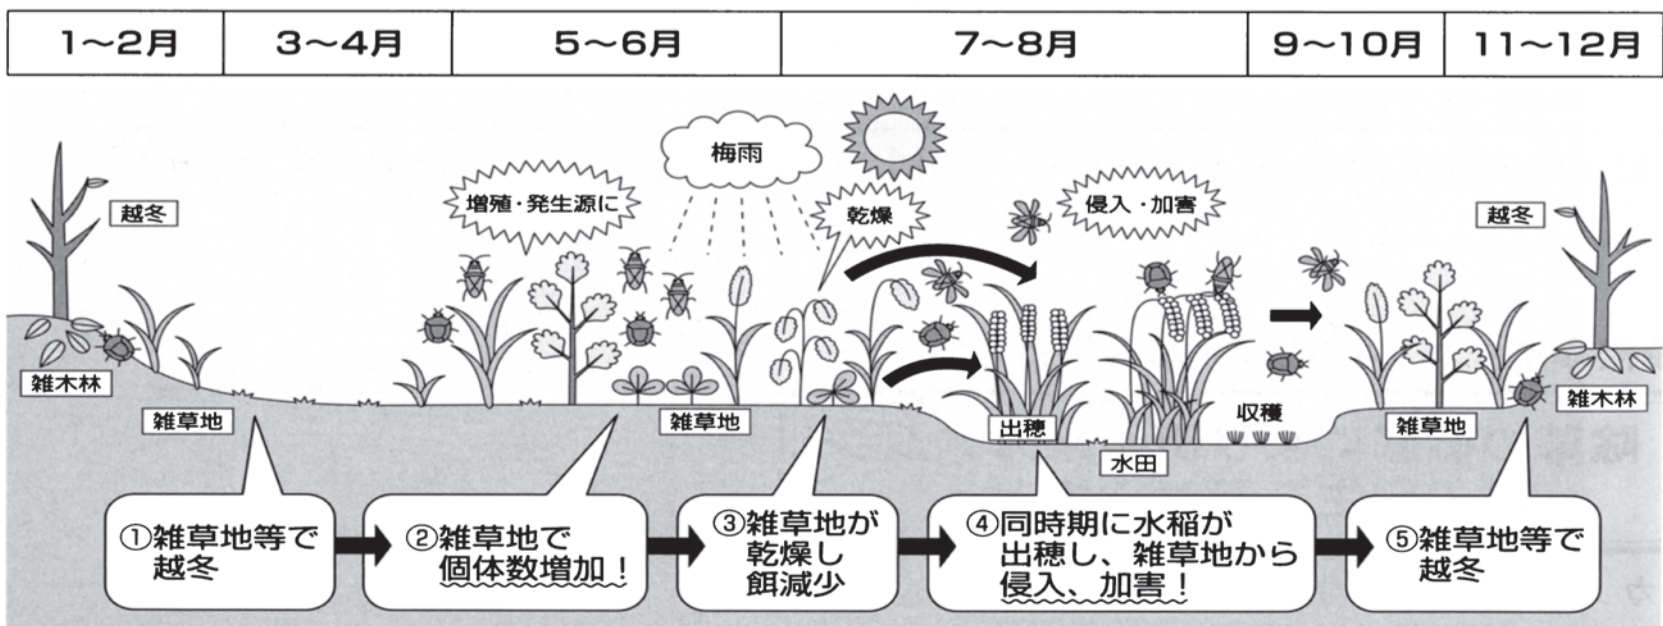 1～2月
3～4月
5～6月
7～8月
9～10月
11～12月
梅雨
増殖・発生源に
乾燥
侵入・加害
越冬
越冬
雑木林
雑草地
雑草地
出穂
水田
収穫
雑草地
雑木林
①雑草地等で
越冬
②雑草地で
個体数増加！
③雑草地が
乾燥し
餌減少
④同時期に水稲が
出穂し、雑草地から
侵入、加害！
⑤雑草地等で
越冬